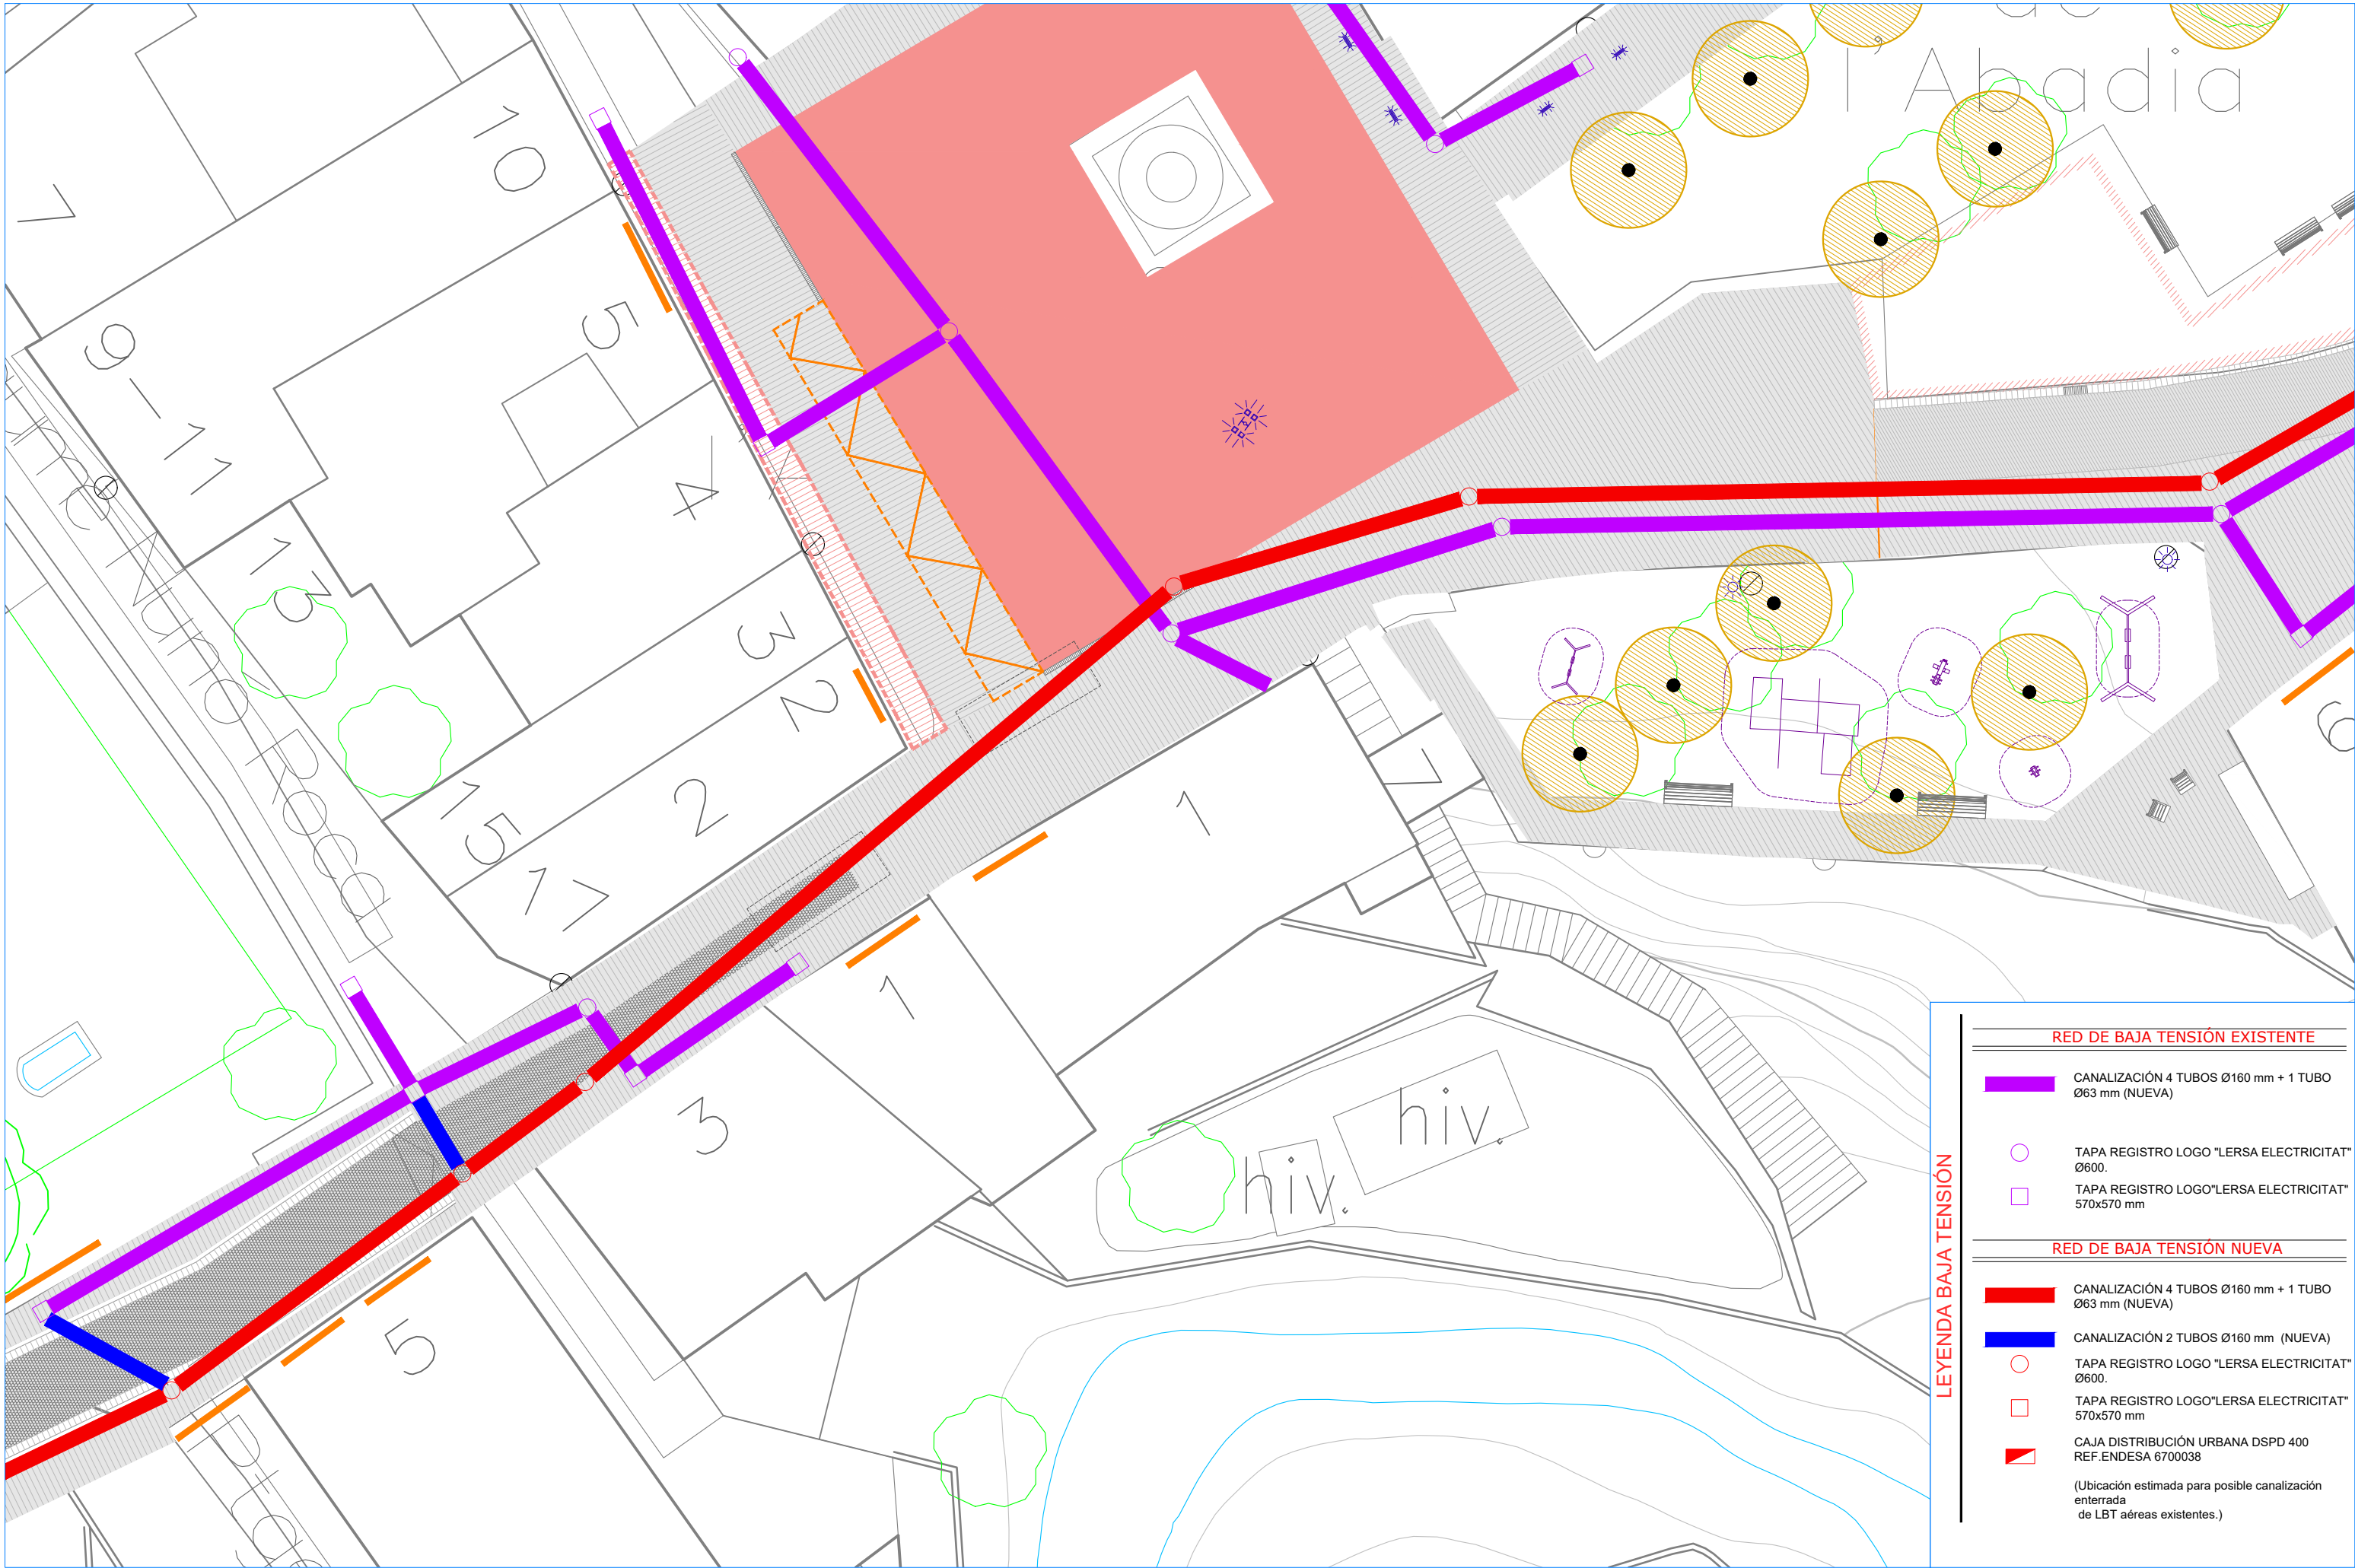 l'Abadia
10
7
5
9-11
4
13
3
2
2
15
17
1
1
1
6
3
5
hiv.
hiv.
LEYENDA BAJA TENSIÓN
RED DE BAJA TENSIÓN EXISTENTE
CANALIZACIÓN 4 TUBOS Ø160 mm + 1 TUBO
Ø63 mm (NUEVA)
TAPA REGISTRO LOGO "LERSA ELECTRICITAT"
Ø600.
TAPA REGISTRO LOGO"LERSA ELECTRICITAT"
570x570 mm
RED DE BAJA TENSIÓN NUEVA
CANALIZACIÓN 4 TUBOS Ø160 mm + 1 TUBO
Ø63 mm (NUEVA)
CANALIZACIÓN 2 TUBOS Ø160 mm (NUEVA)
TAPA REGISTRO LOGO "LERSA ELECTRICITAT"
Ø600.
TAPA REGISTRO LOGO"LERSA ELECTRICITAT"
570x570 mm
CAJA DISTRIBUCIÓN URBANA DSPD 400
REF.ENDESA 6700038
(Ubicación estimada para posible canalización
enterrada
de LBT aéreas existentes.)